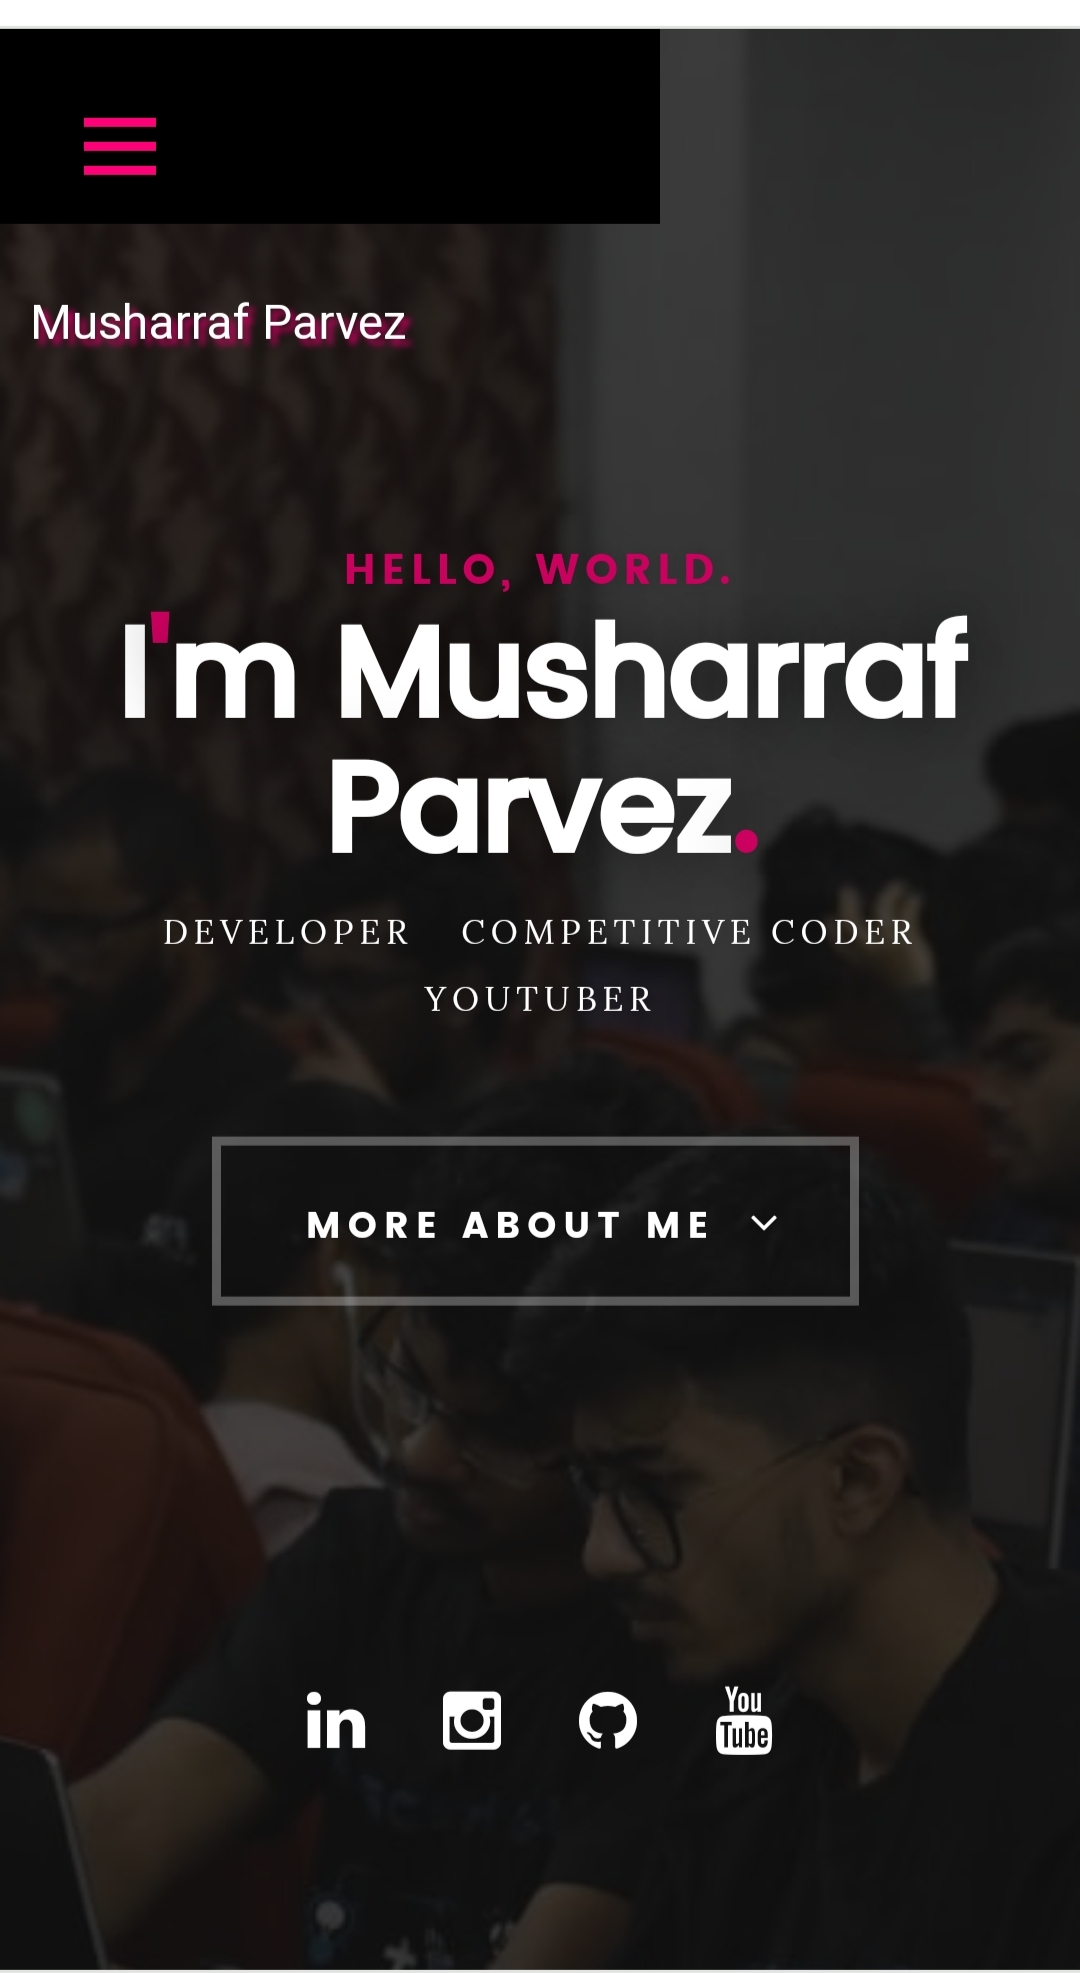 Musharraf Parvez
HELLO, WORLD.
I'm Musharraf
Parvez.
DEVELOPER COMPETITIVE CODER
YOUTUBER
MORE ABOUT ME
in
You
Tube